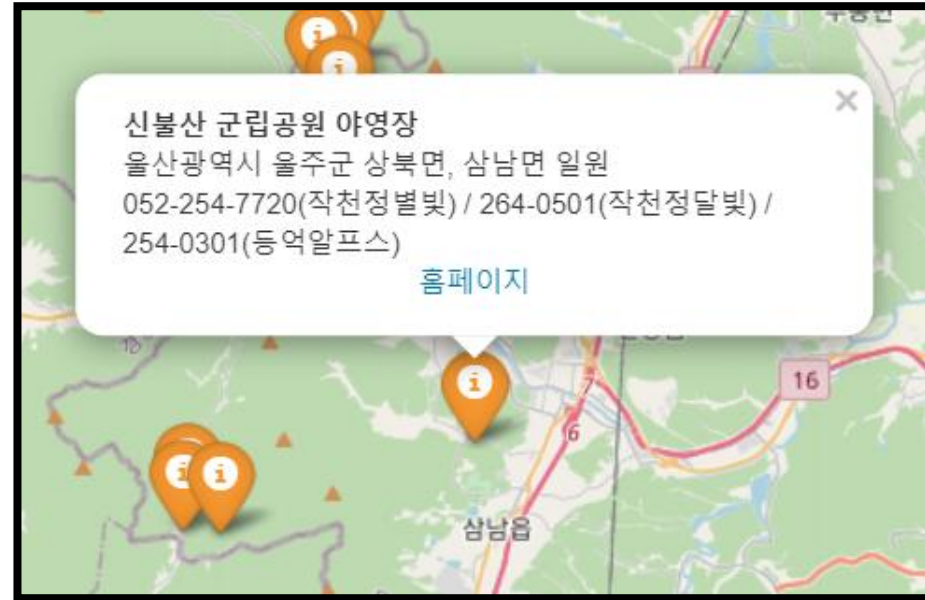 신불산 군립공원 야영장
울산광역시 울주군 상북면, 삼남면 일원
052-254-7720(작천정별빛) / 264-0501(작천정달빛) /
254-0301(등억알프스)
홈페이지
16
7
6
삼남읍